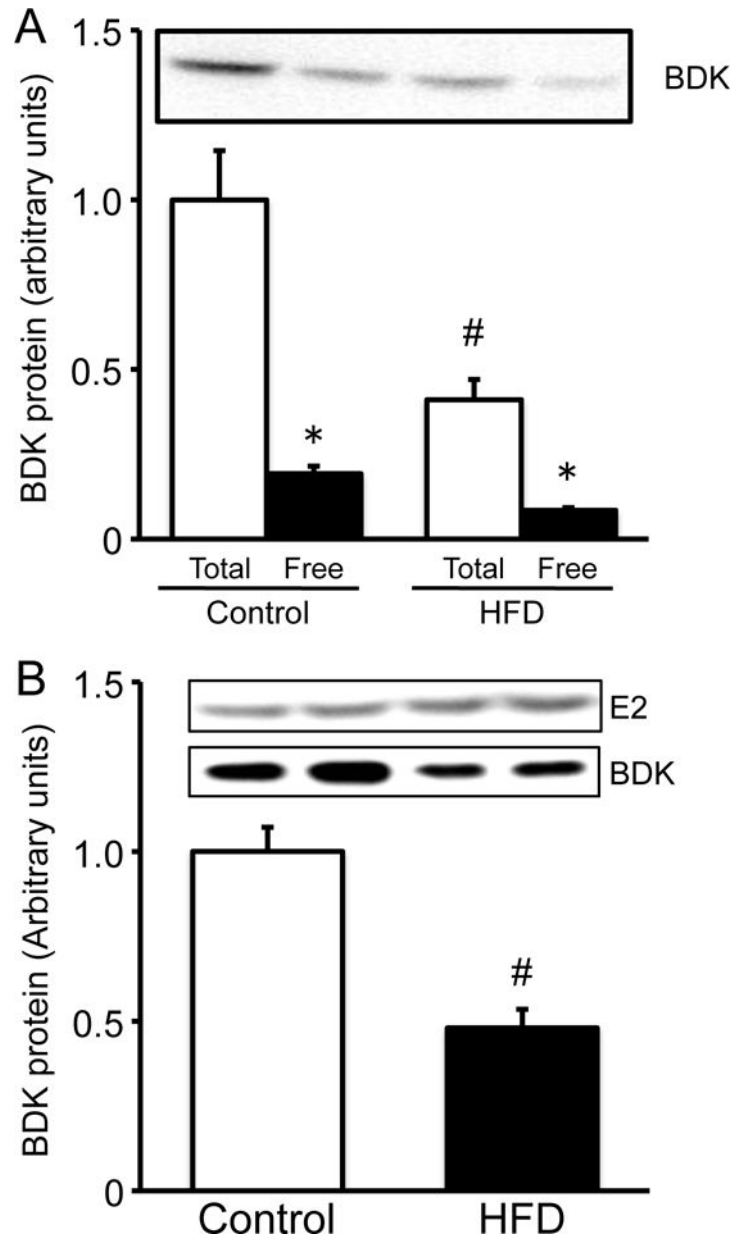 A
BDK protein (arbitrary units)
1.5
1.0
0.5
0
BDK
#
*
*
Total Free Total Free
Control HFD
B
BDK protein (Arbitrary units)
1.5
1.0
0.5
0
E2
BDK
#
Control HFD